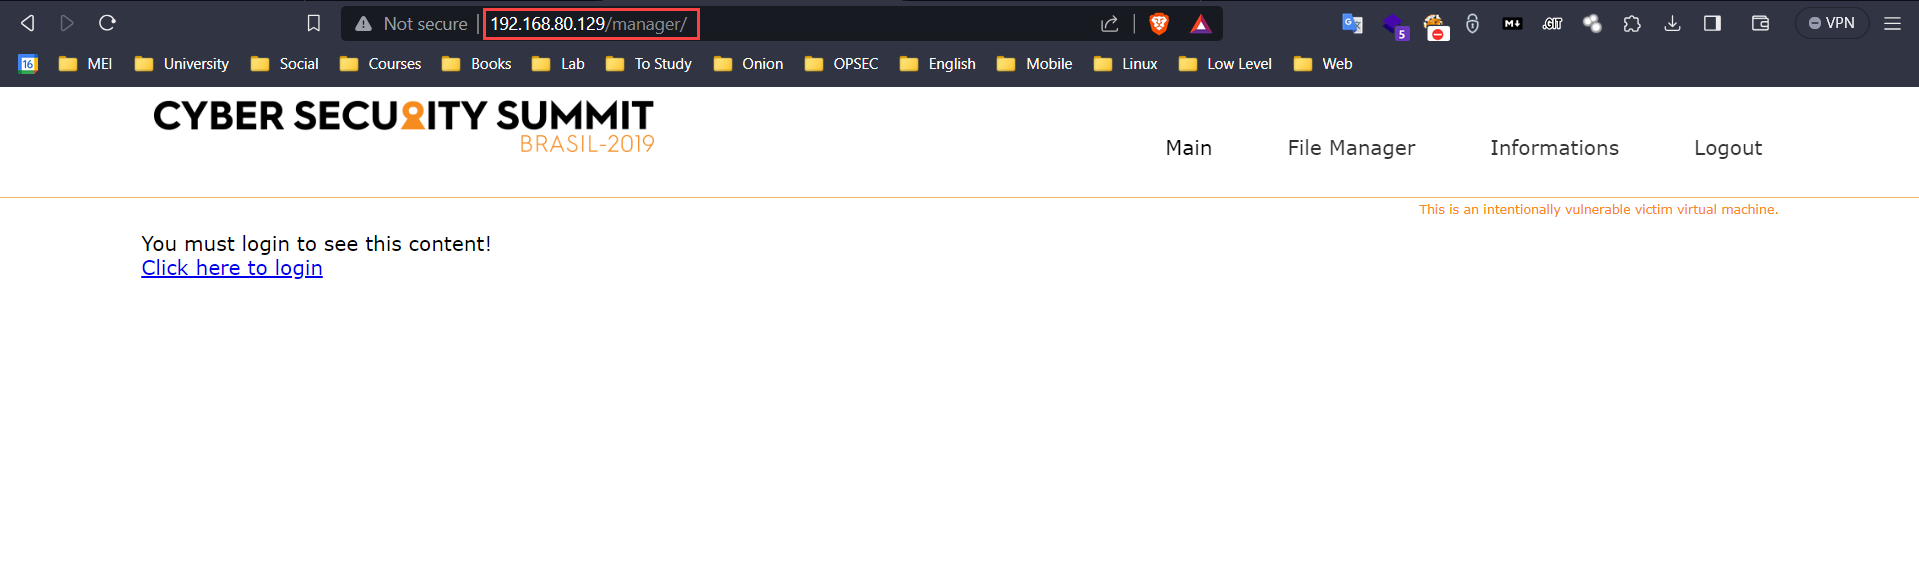 Not secure 192.168.80.129/manager/ 5 M↓ .GIT VPN
16 MEI University Social Courses Books Lab To Study Onion OPSEC English Mobile Linux Low Level Web
CYBER SECURITY SUMMIT
BRASIL-2019
Main File Manager Informations Logout
This is an intentionally vulnerable victim virtual machine.
You must login to see this content!
Click here to login